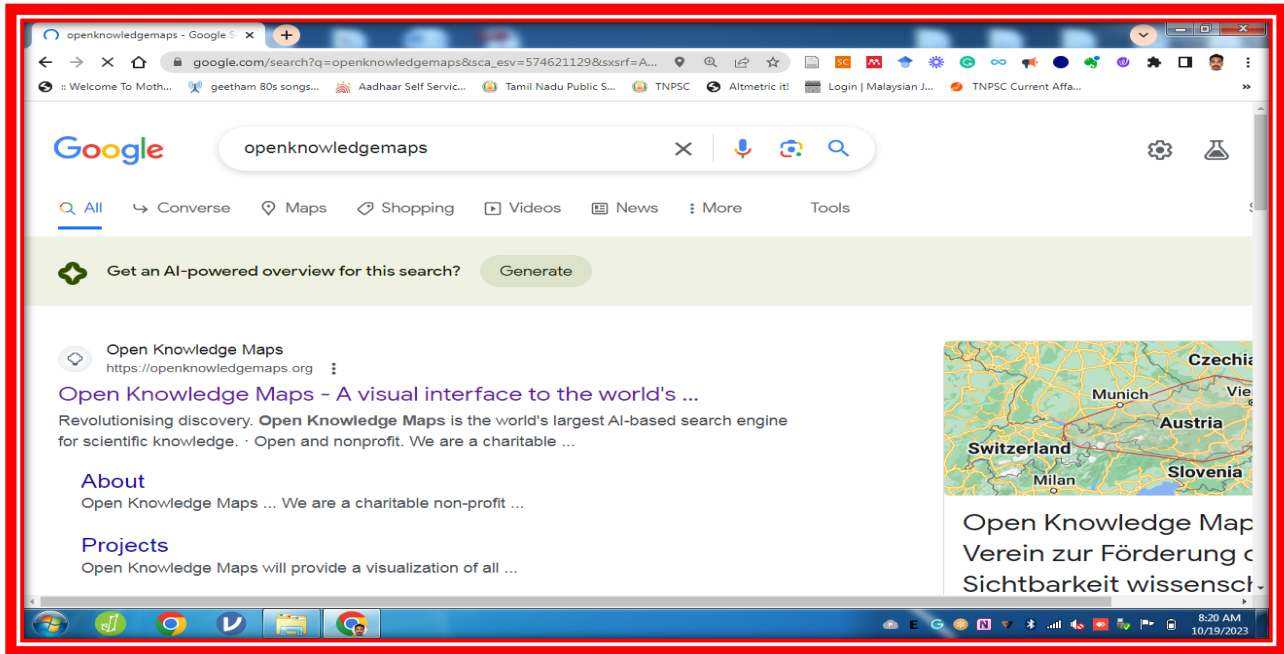 openknowledgemaps - Google S
google.com/search?q=openknowledgemaps&sca_esv=574621129&sxsrf=A...
:: Welcome To Moth... geetham 80s songs... Aadhaar Self Servic... Tamil Nadu Public S... TNPSC Altmetric it! Login | Malaysian J... TNPSC Current Affa... »
Google openknowledgemaps
All Converse Maps Shopping Videos News More Tools
Get an AI-powered overview for this search? Generate
Open Knowledge Maps
https://openknowledgemaps.org
Open Knowledge Maps - A visual interface to the world's ...
Revolutionising discovery. Open Knowledge Maps is the world's largest AI-based search engine
for scientific knowledge. · Open and nonprofit. We are a charitable ...
About
Open Knowledge Maps ... We are a charitable non-profit ...
Projects
Open Knowledge Maps will provide a visualization of all ...
Czechia
Munich
Vie
Austria
Switzerland
Slovenia
Milan
Open Knowledge Map
Verein zur Förderung
Sichtbarkeit wissensch
8:20 AM
10/19/2023